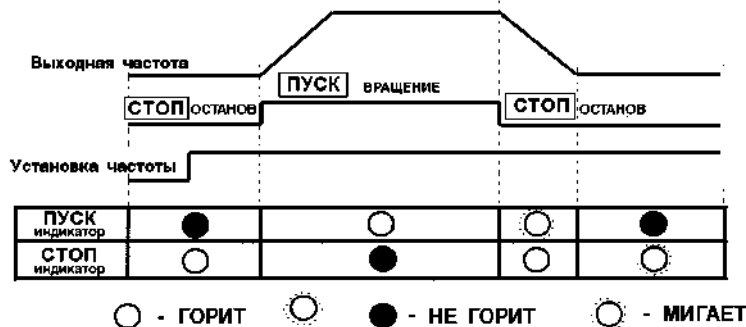 Выходная частота
ПУСК ВРАЩЕНИЕ
СТОП ОСТАНОВ
СТОП ОСТАНОВ
Установка частоты
ПУСК
индикатор
СТОП
индикатор
- ГОРИТ
- НЕ ГОРИТ
- МИГАЕТ